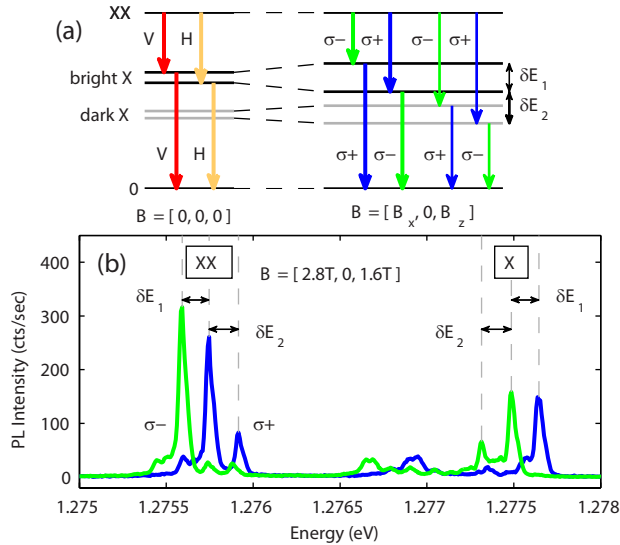 (a)
XX
V H
bright X
dark X
V H
0
B = [ 0, 0, 0 ]
σ− σ+ σ− σ+
δE1
δE2
σ+ σ− σ+ σ−
B = [ Bx, 0, Bz ]
(b)
XX
X
B = [ 2.8T, 0, 1.6T ]
δE1
δE2
δE2
δE1
σ−
σ+
PL Intensity (cts/sec)
400
300
200
100
0
1.275 1.2755 1.276 1.2765 1.277 1.2775 1.278
Energy (eV)